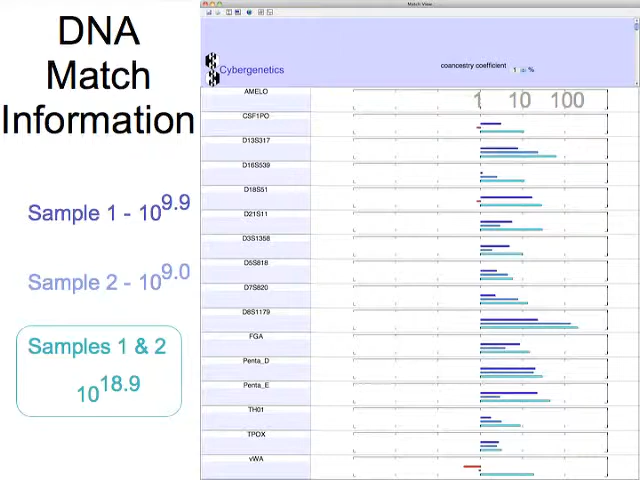 DNA
Match
Information
Sample 1 - 10^9.9
Sample 2 - 10^9.0
Samples 1 & 2
10^18.9
Match View
Cybergenetics
coancestry coefficient 1 %
AMELO
1 10 100
CSF1PO
D13S317
D16S539
D18S51
D21S11
D3S1358
D5S818
D7S820
D8S1179
FGA
Penta_D
Penta_E
TH01
TPOX
vWA